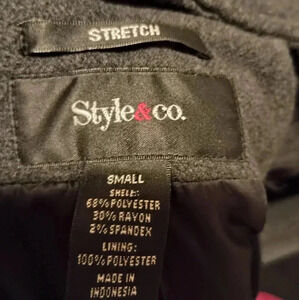 STRETCH
Style&co.
SMALL
SHELL:
68% POLYESTER
30% RAYON
2% SPANDEX
LINING:
100% POLYESTER
MADE IN
INDONESIA